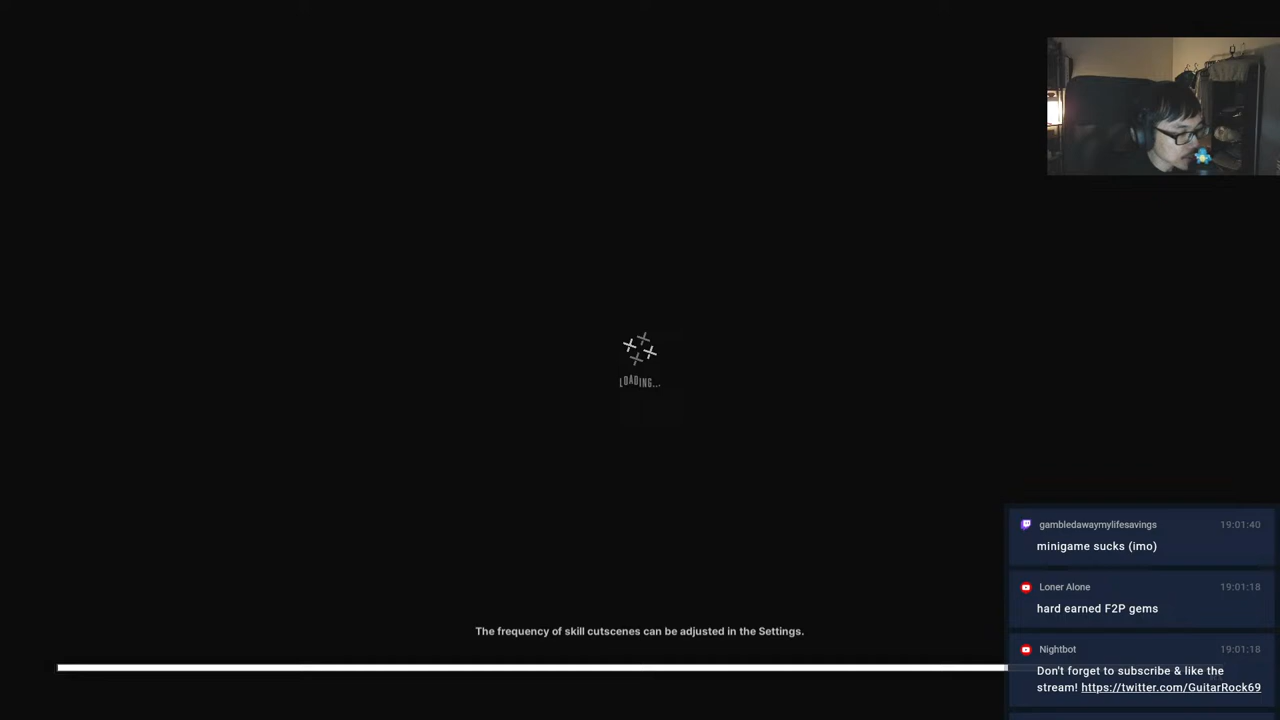 LOADING...
gambledawaymylifesavings 19:01:40
minigame sucks (imo)
Loner Alone 19:01:18
hard earned F2P gems
The frequency of skill cutscenes can be adjusted in the Settings.
Nightbot 19:01:18
Don't forget to subscribe & like the
stream! https://twitter.com/GuitarRock69